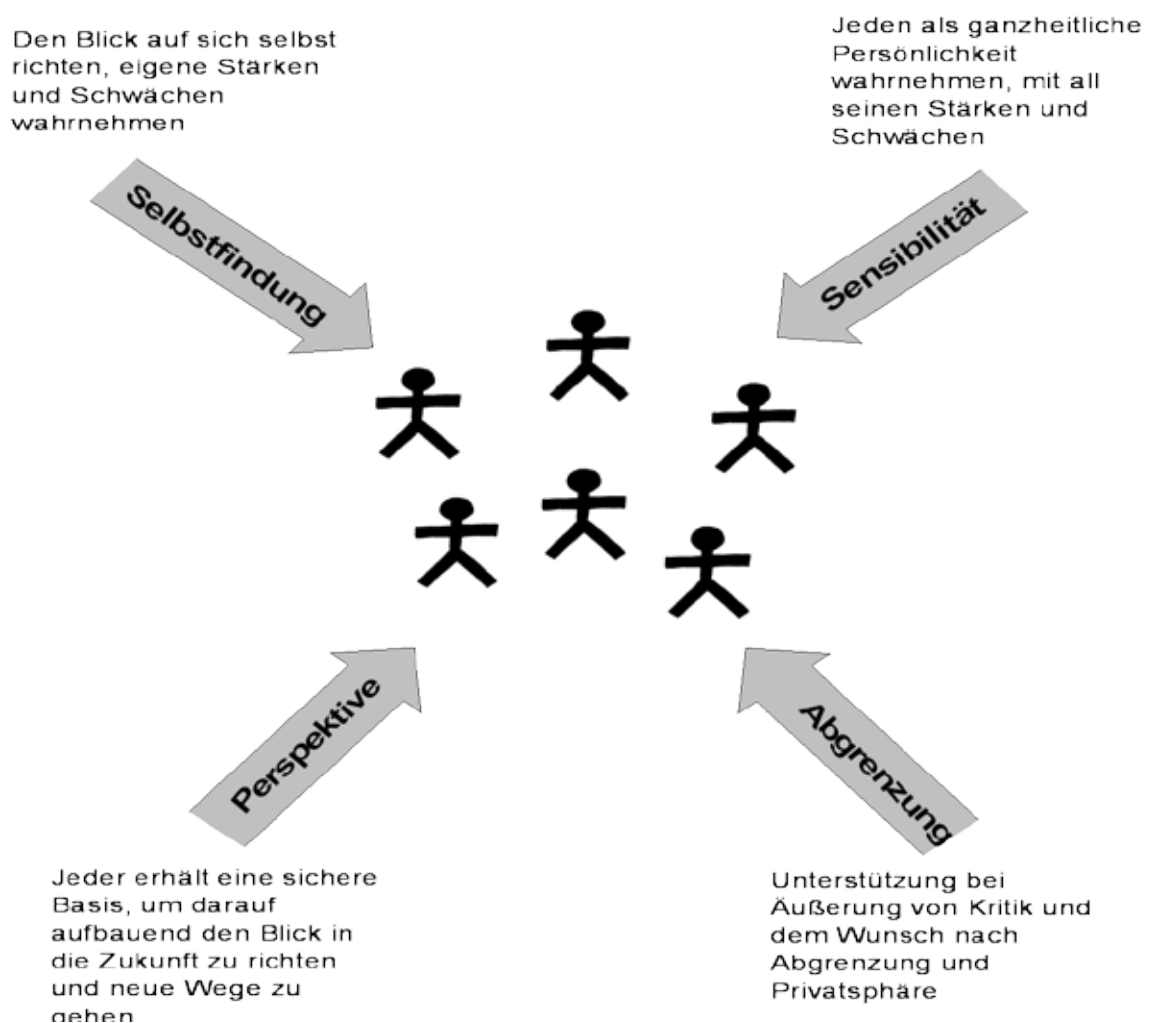 Den Blick auf sich selbst
richten, eigene Stärken
und Schwächen
wahrnehmen
Jeden als ganzheitliche
Persönlichkeit
wahrnehmen, mit all
seinen Stärken und
Schwächen
Selbstfindung
Sensibilität
Perspektive
Abgrenzung
Jeder erhält eine sichere
Basis, um darauf
aufbauend den Blick in
die Zukunft zu richten
und neue Wege zu
gehen
Unterstützung bei
Äußerung von Kritik und
dem Wunsch nach
Abgrenzung und
Privatsphäre